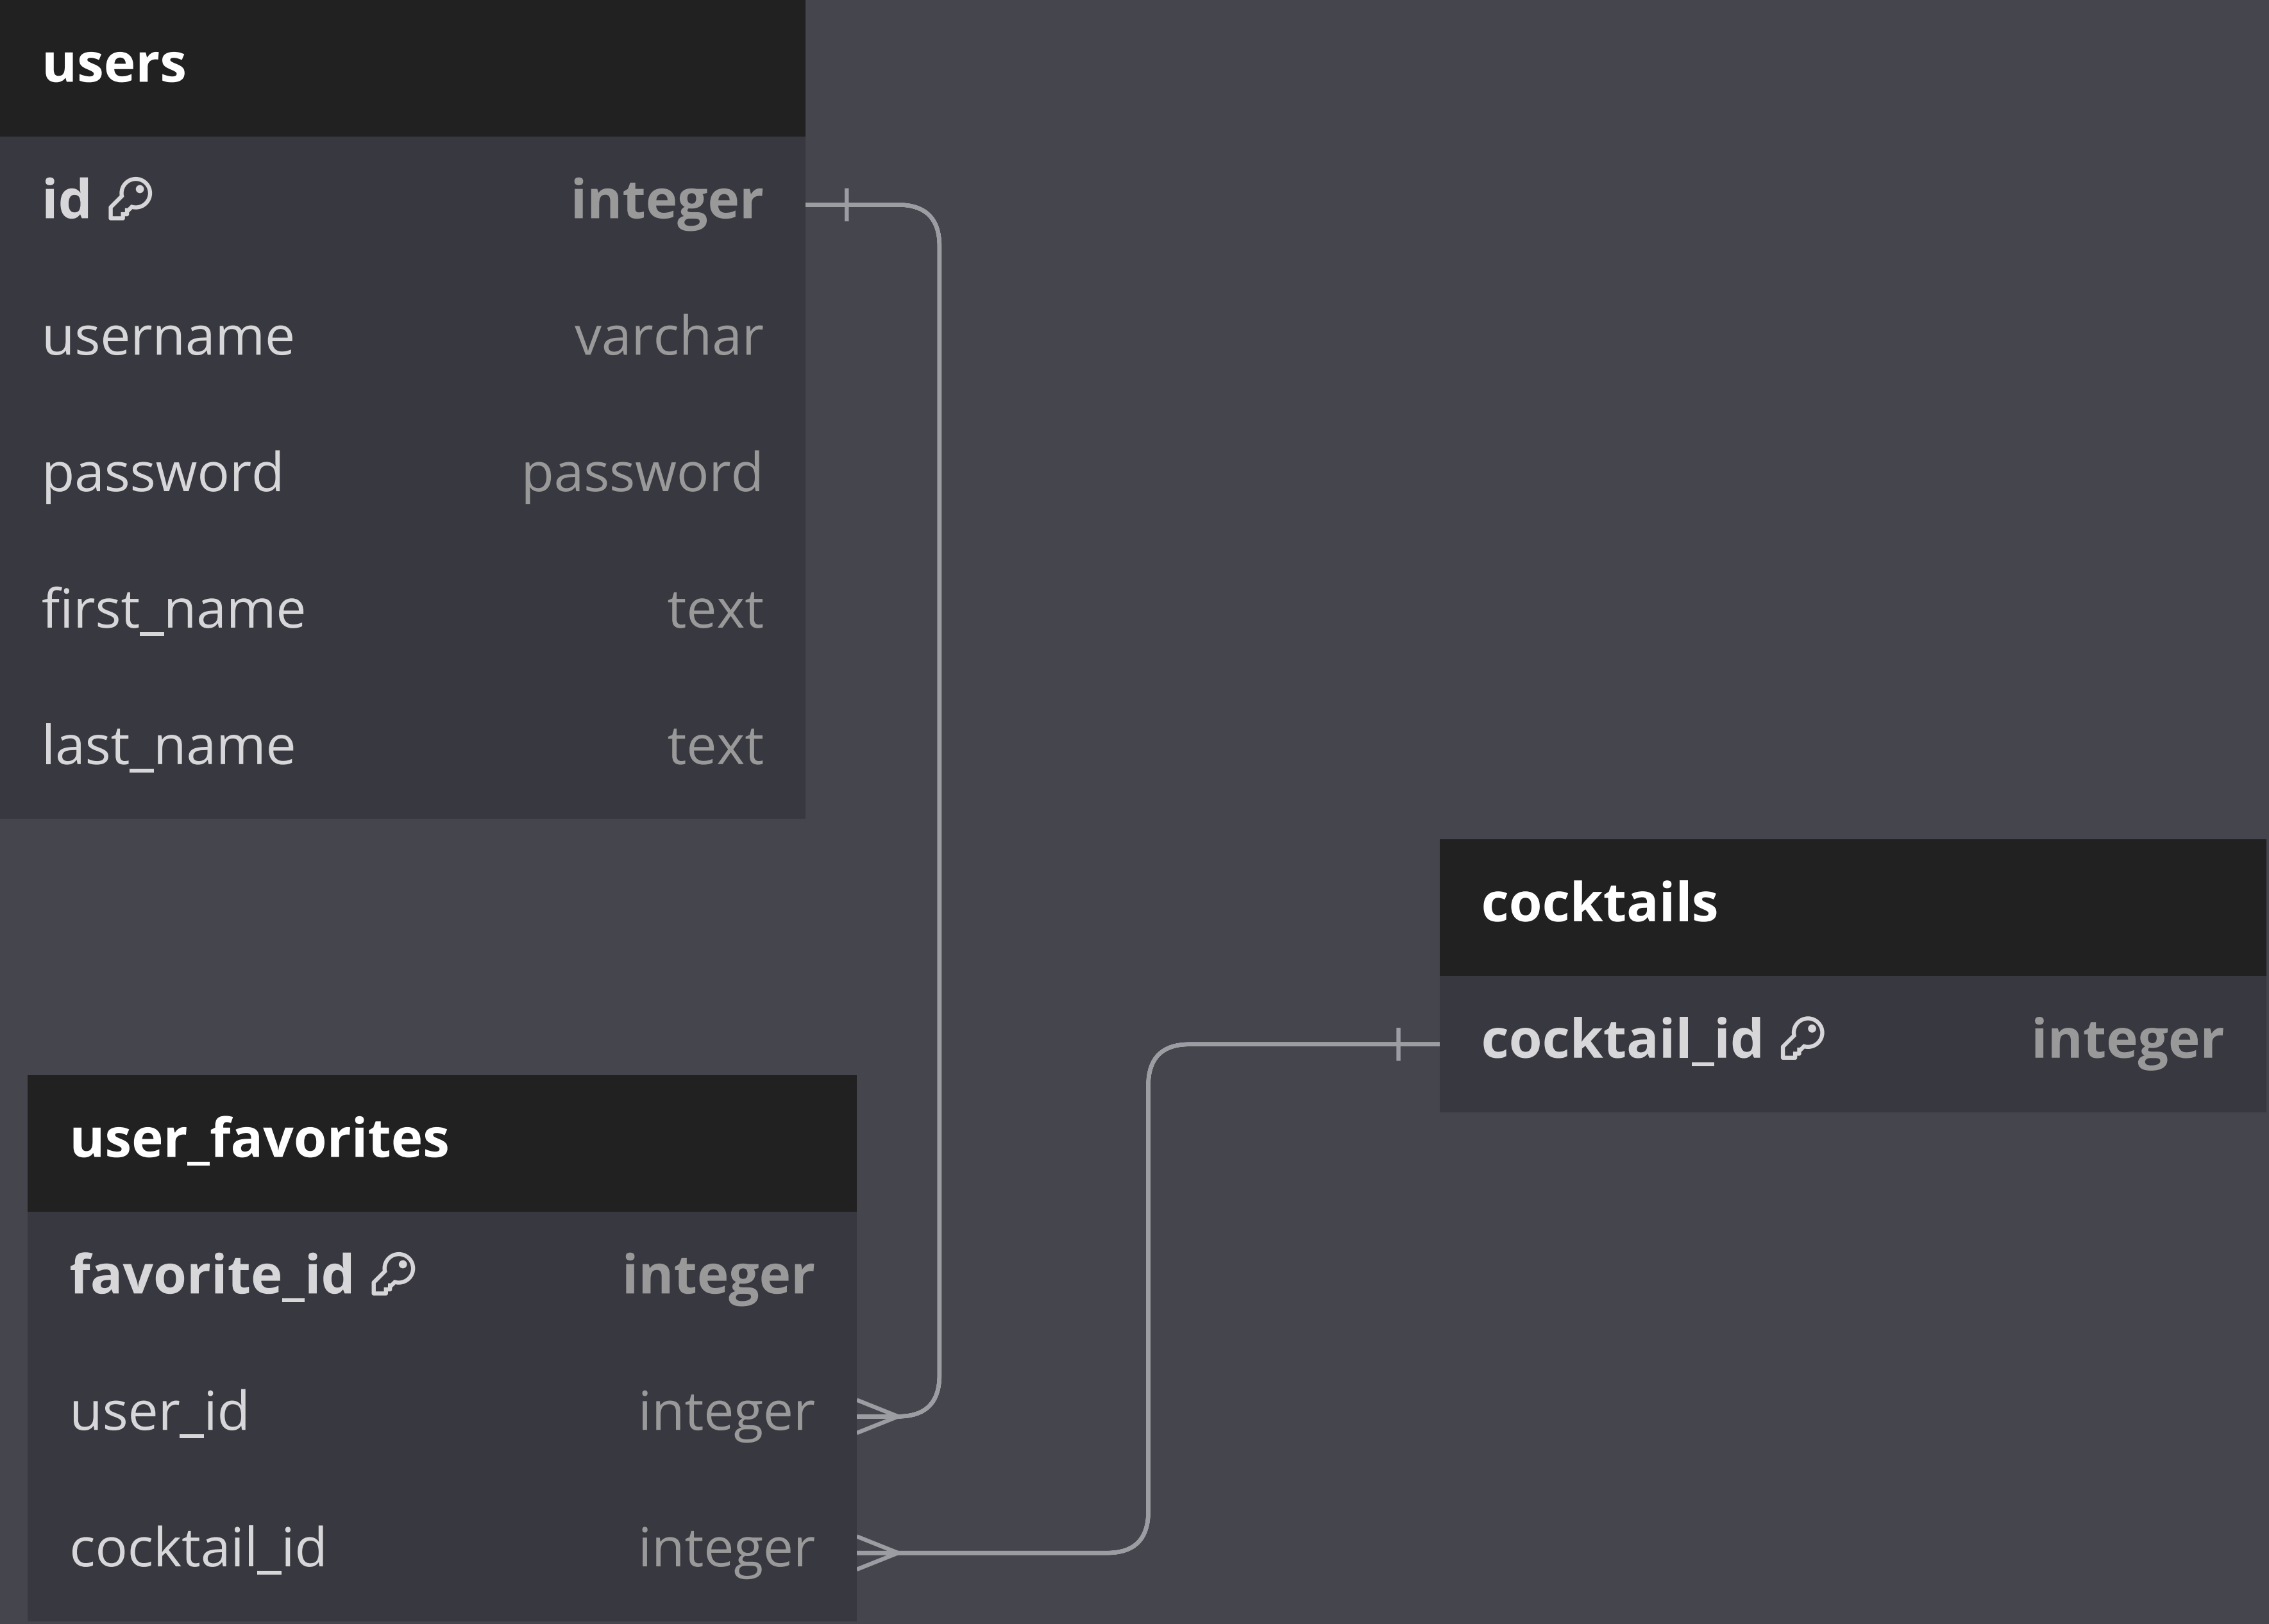 users
id integer
username varchar
password password
first_name text
last_name text
cocktails
cocktail_id integer
user_favorites
favorite_id integer
user_id integer
cocktail_id integer